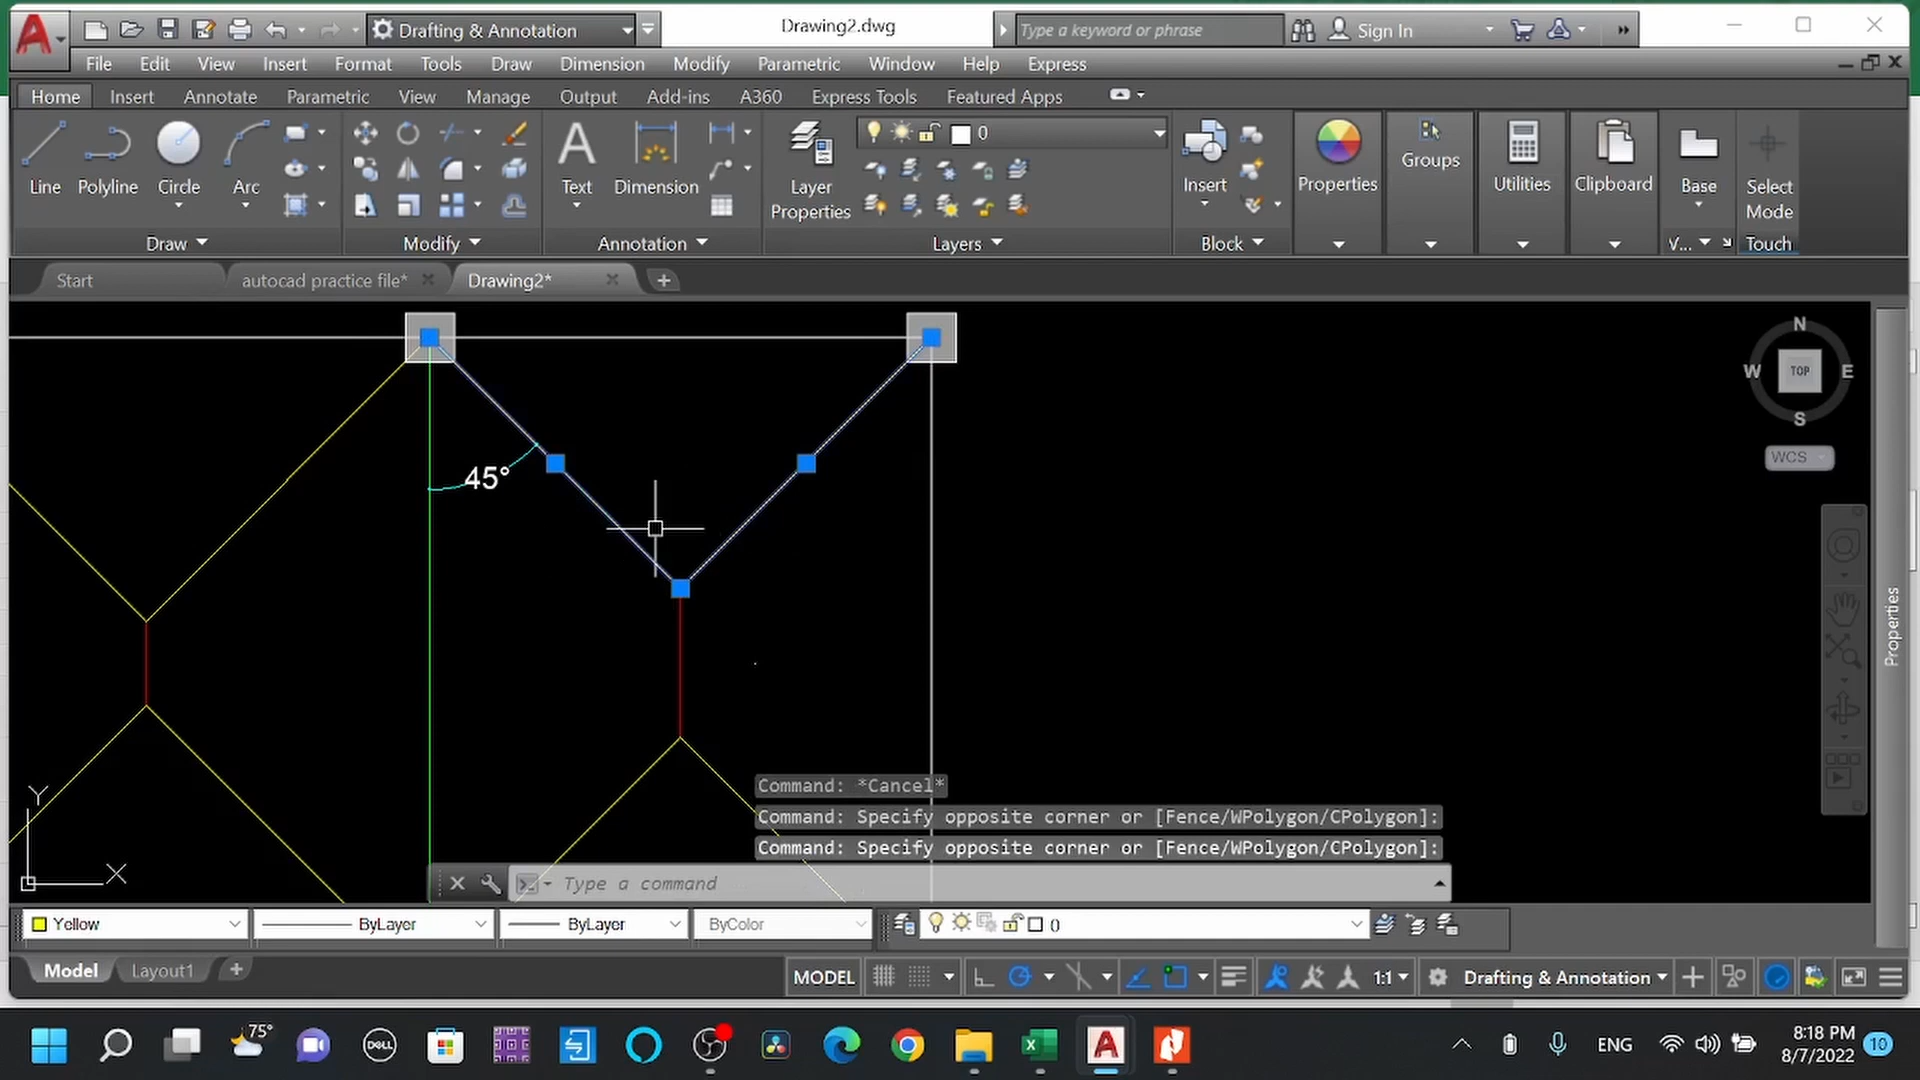 Drafting & Annotation
Drawing2.dwg
Type a keyword or phrase
Sign In
File Edit View Insert Format Tools Draw Dimension Modify Parametric Window Help Express
Home Insert Annotate Parametric View Manage Output Add-ins A360 Express Tools Featured Apps
Line Polyline Circle Arc
Text Dimension
Layer Properties
0
Insert
Properties
Groups
Utilities
Clipboard
Base
Select Mode
Draw Modify Annotation Layers Block V... Touch
Start autocad practice file* Drawing2*
N
W TOP E
S
WCS
45°
Properties
Y
X
Command: *Cancel*
Command: Specify opposite corner or [Fence/WPolygon/CPolygon]:
Command: Specify opposite corner or [Fence/WPolygon/CPolygon]:
Type a command
Yellow ByLayer ByLayer ByColor 0
Model Layout1 MODEL 1:1 Drafting & Annotation
75° DELL ENG 8:18 PM
8/7/2022 10